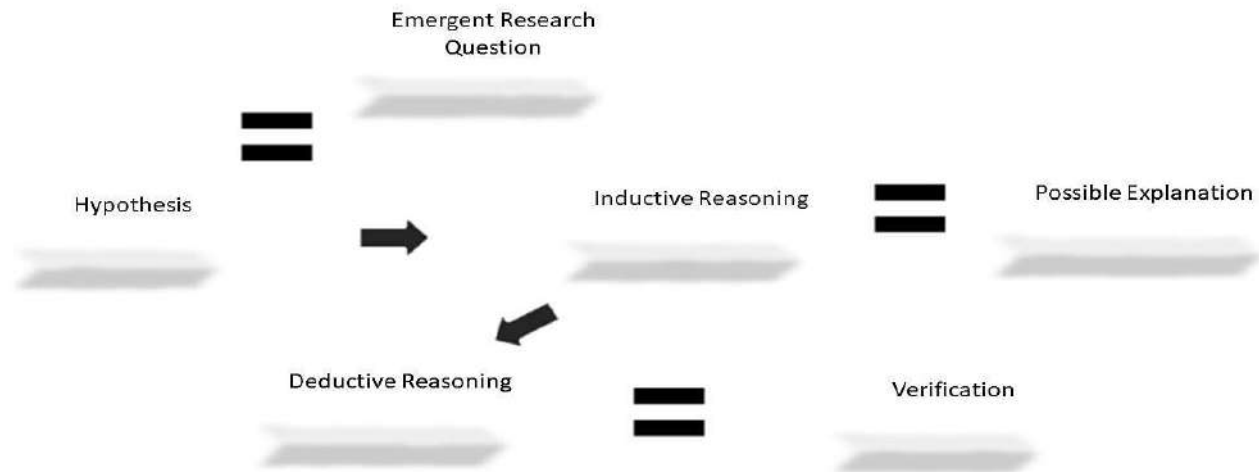 Emergent Research
Question
Hypothesis
Inductive Reasoning
Possible Explanation
Deductive Reasoning
Verification